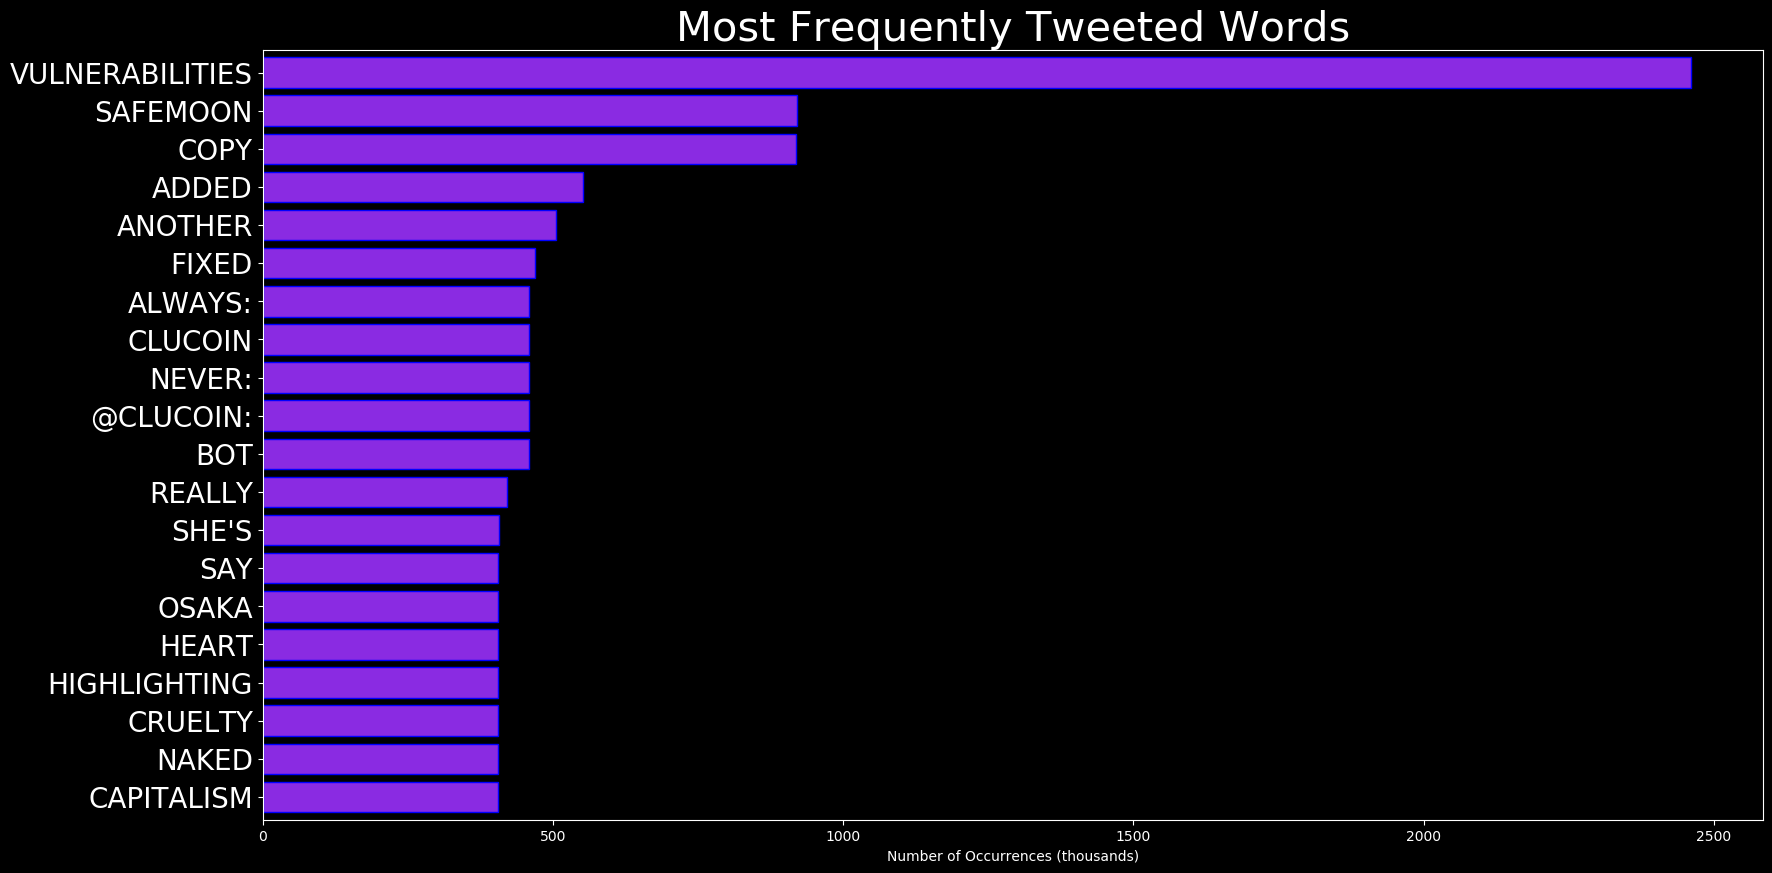 Most Frequently Tweeted Words
VULNERABILITIES
SAFEMOON
COPY
ADDED
ANOTHER
FIXED
ALWAYS:
CLUCOIN
NEVER:
@CLUCOIN:
BOT
REALLY
SHE'S
SAY
OSAKA
HEART
HIGHLIGHTING
CRUELTY
NAKED
CAPITALISM
0 500 1000 1500 2000 2500
Number of Occurrences (thousands)